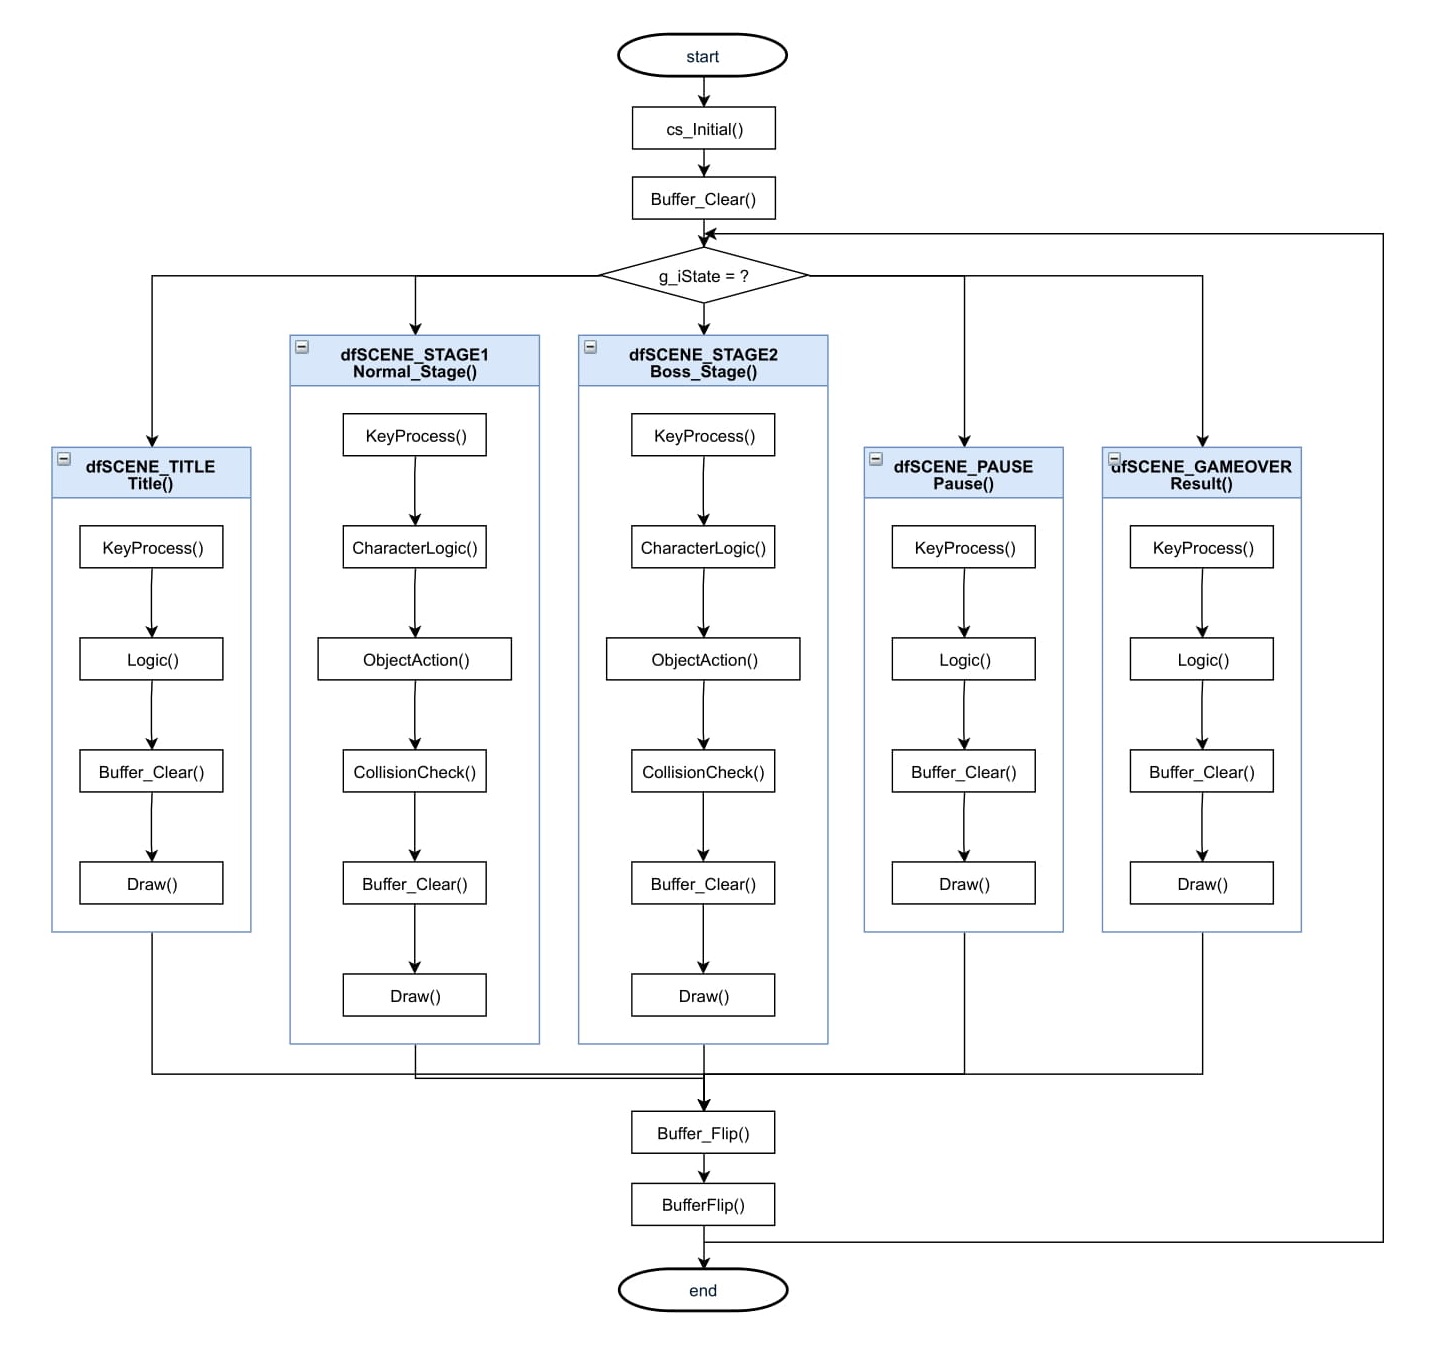 start
cs_Initial()
Buffer_Clear()
g_iState = ?
dfSCENE_TITLE
Title()
KeyProcess()
Logic()
Buffer_Clear()
Draw()
dfSCENE_STAGE1
Normal_Stage()
KeyProcess()
CharacterLogic()
ObjectAction()
CollisionCheck()
Buffer_Clear()
Draw()
dfSCENE_STAGE2
Boss_Stage()
KeyProcess()
CharacterLogic()
ObjectAction()
CollisionCheck()
Buffer_Clear()
Draw()
dfSCENE_PAUSE
Pause()
KeyProcess()
Logic()
Buffer_Clear()
Draw()
dfSCENE_GAMEOVER
Result()
KeyProcess()
Logic()
Buffer_Clear()
Draw()
Buffer_Flip()
BufferFlip()
end